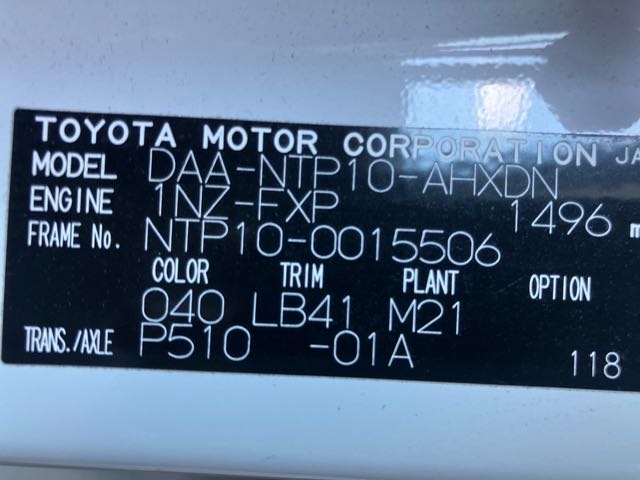 TOYOTA MOTOR CORPORATION JA
MODEL DAA-NTP10-AHXDN
ENGINE 1NZ-FXP 1496 m
FRAME No. NTP10-0015506
COLOR TRIM PLANT OPTION
040 LB41 M21
TRANS./AXLE P510 -01A 118